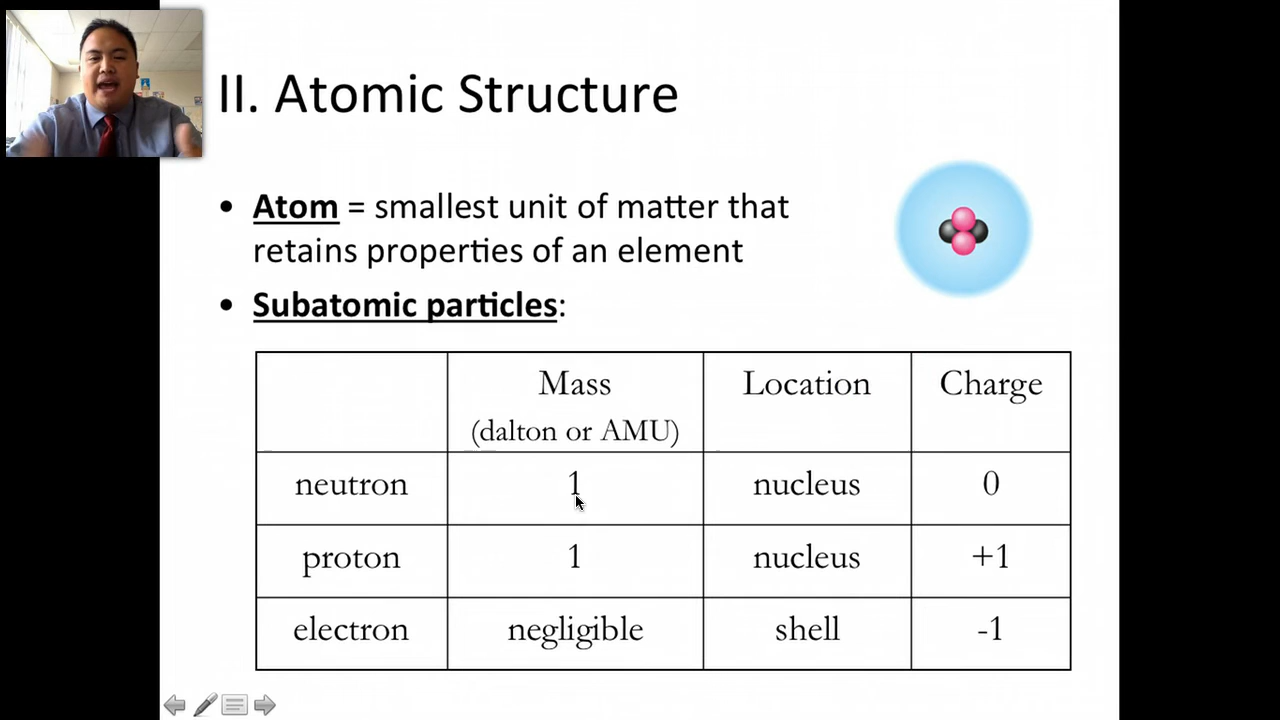 II. Atomic Structure
• Atom = smallest unit of matter that
retains properties of an element
• Subatomic particles:
Mass Location Charge
(dalton or AMU)
neutron 1 nucleus 0
proton 1 nucleus +1
electron negligible shell -1